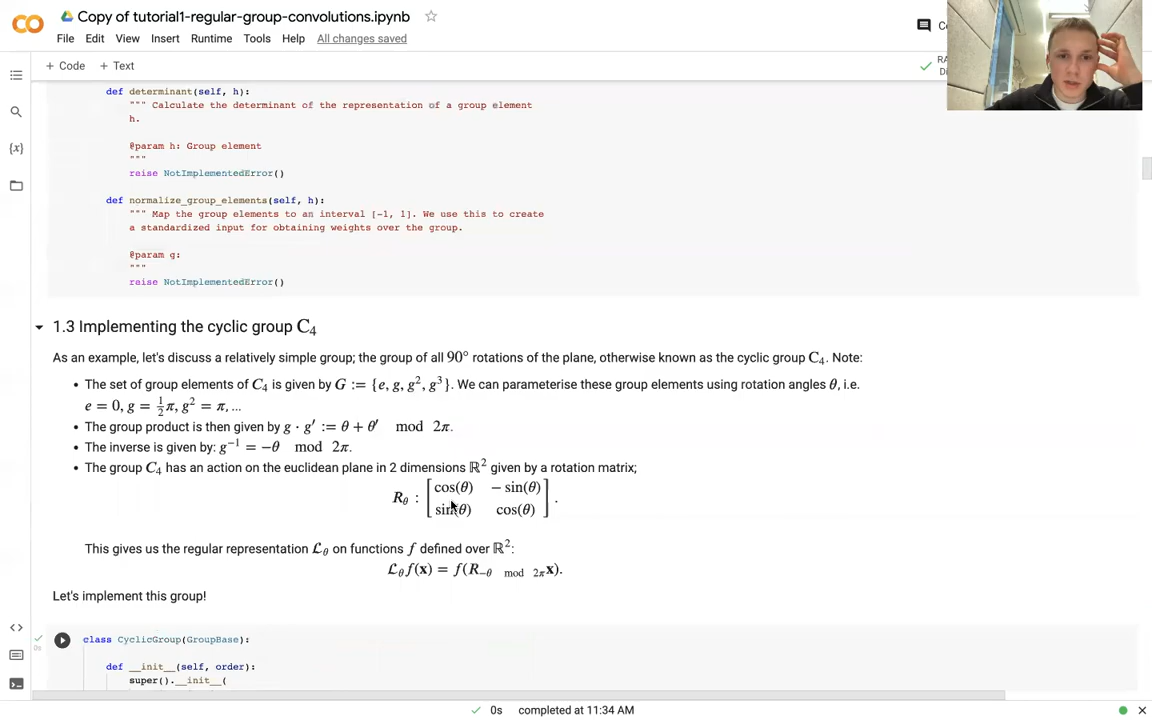 Copy of tutorial1-regular-group-convolutions.ipynb
File Edit View Insert Runtime Tools Help All changes saved
+ Code + Text
def determinant(self, h):
""" Calculate the determinant of the representation of a group element
h.
@param h: Group element
"""
raise NotImplementedError()
def normalize_group_elements(self, h):
""" Map the group elements to an interval [-1, 1]. We use this to create
a standardized input for obtaining weights over the group.
@param g:
"""
raise NotImplementedError()
1.3 Implementing the cyclic group C₄
As an example, let's discuss a relatively simple group; the group of all 90° rotations of the plane, otherwise known as the cyclic group C₄. Note:
• The set of group elements of C₄ is given by G := {e, g, g², g³}. We can parameterise these group elements using rotation angles θ, i.e.
e = 0, g = ½π, g² = π, ...
• The group product is then given by g · g′ := θ + θ′ mod 2π.
• The inverse is given by: g⁻¹ = −θ mod 2π.
• The group C₄ has an action on the euclidean plane in 2 dimensions ℝ² given by a rotation matrix;
R_θ : [cos(θ) − sin(θ)
sin(θ) cos(θ)] .
This gives us the regular representation ℒ_θ on functions f defined over ℝ²:
ℒ_θ f(x) = f(R_−θ mod 2π x).
Let's implement this group!
class CyclicGroup(GroupBase):
0s
def __init__(self, order):
super().__init__(
0s completed at 11:34 AM